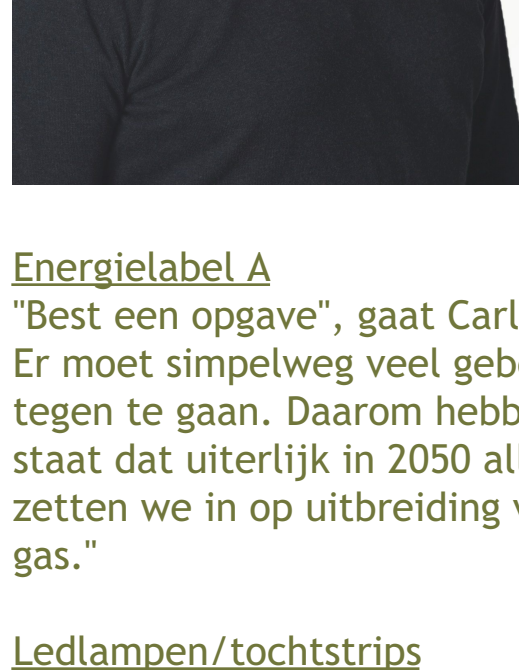 Energielabel A
"Best een opgave", gaat Carl
Er moet simpelweg veel geb
tegen te gaan. Daarom hebb
staat dat uiterlijk in 2050 al
zetten we in op uitbreiding
gas."
Ledlampen/tochtstrips